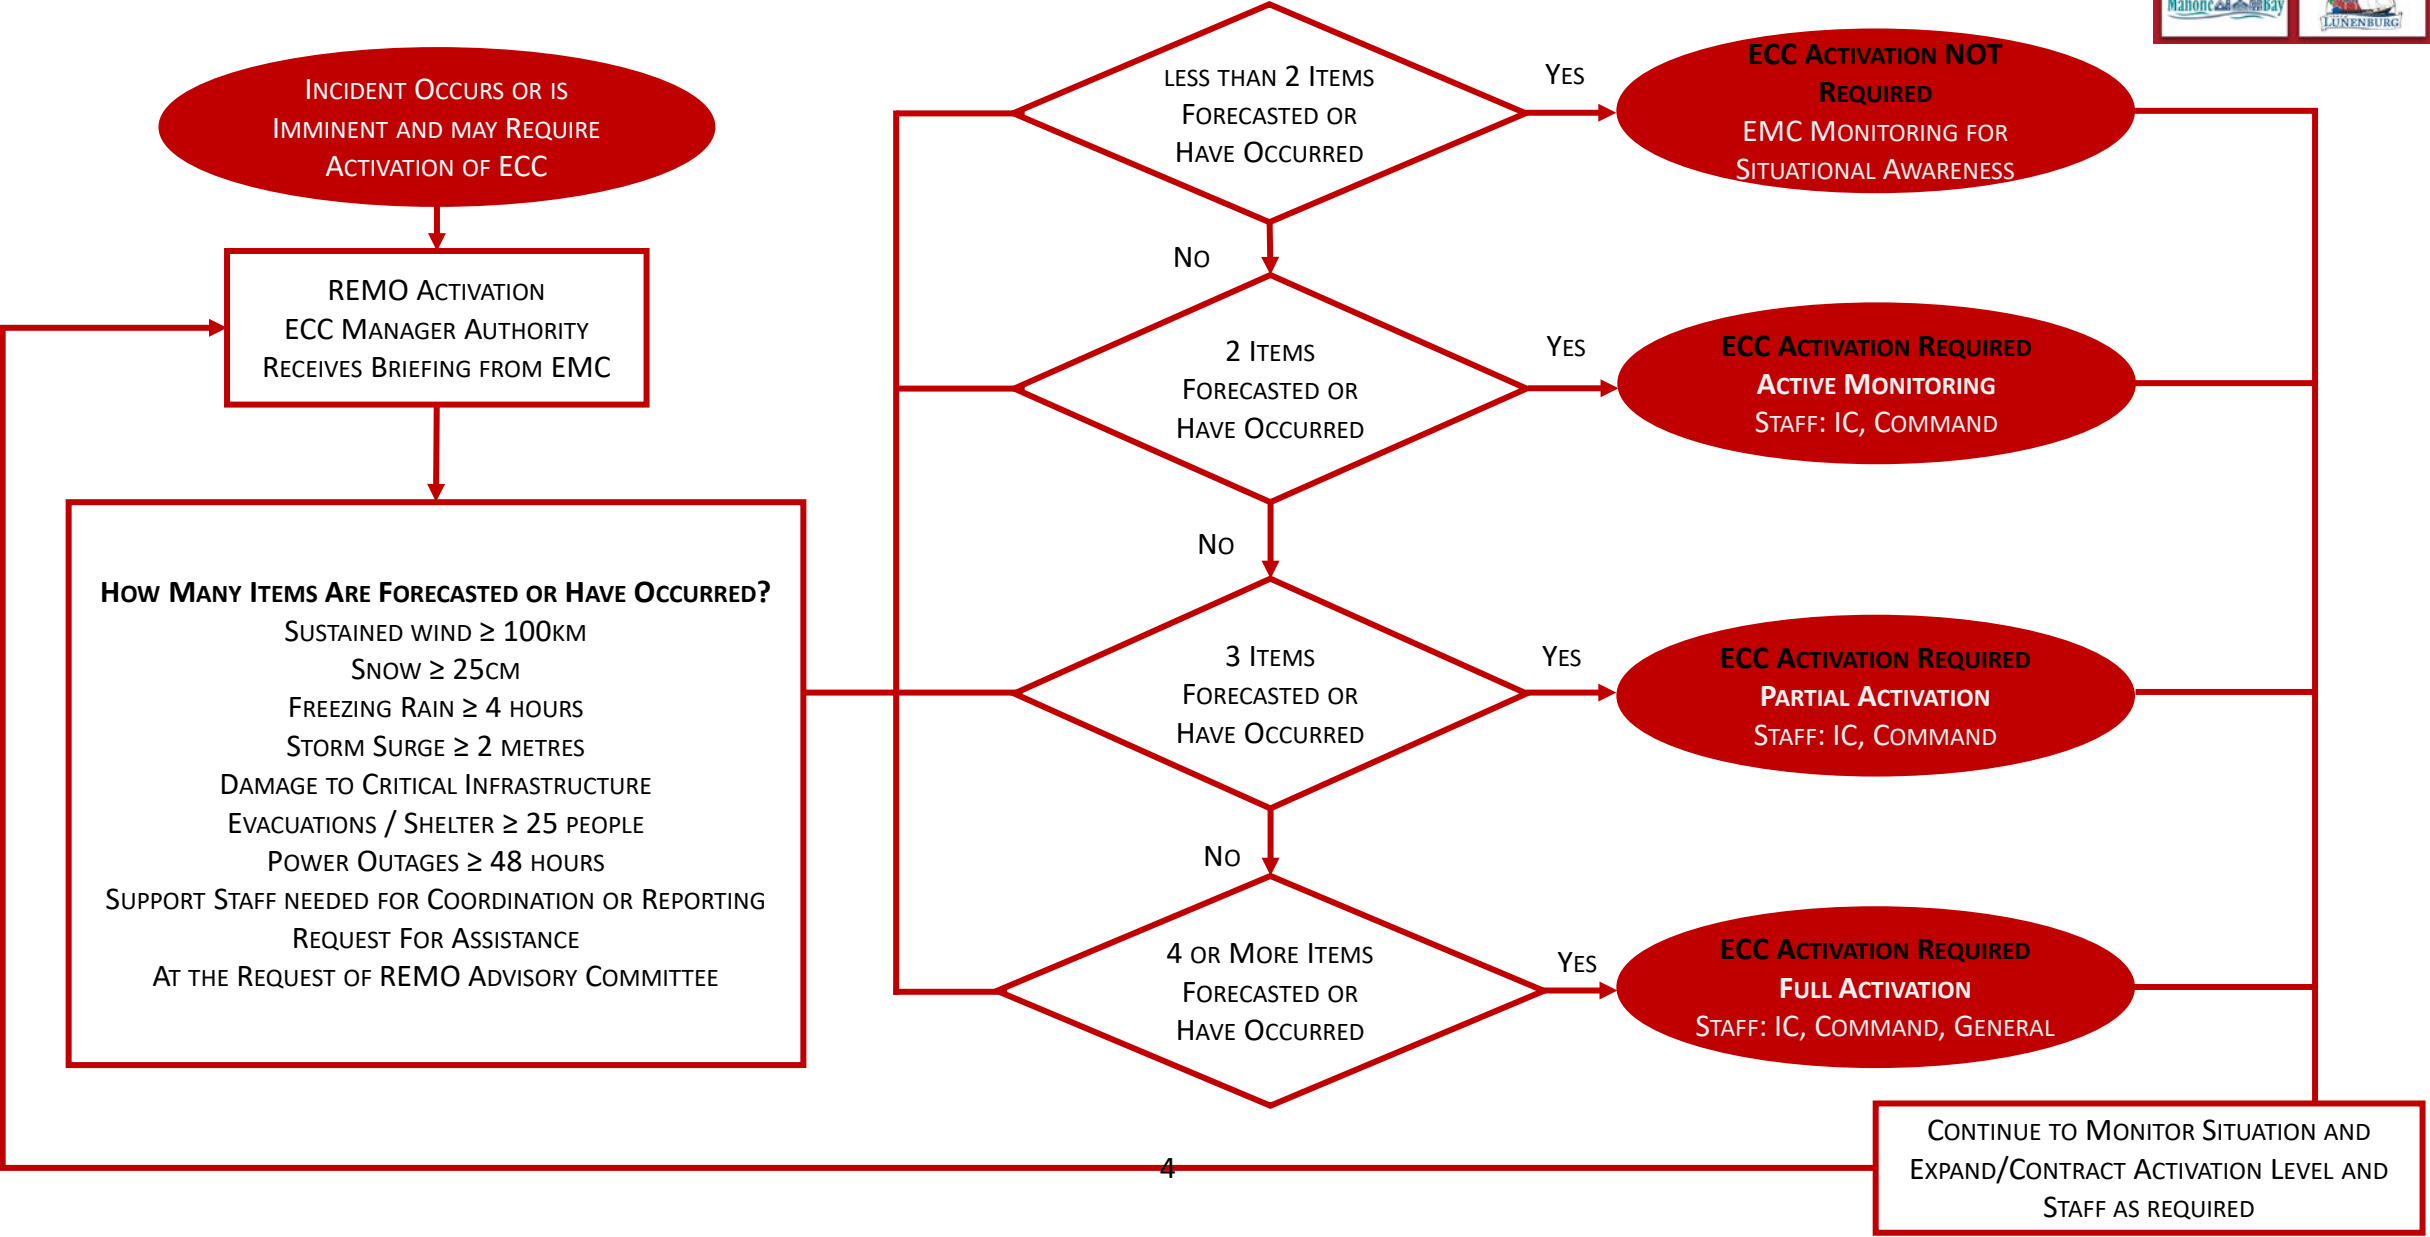 Mahone Bay
LUNENBURG
INCIDENT OCCURS OR IS
IMMINENT AND MAY REQUIRE
ACTIVATION OF ECC
REMO ACTIVATION
ECC MANAGER AUTHORITY
RECEIVES BRIEFING FROM EMC
HOW MANY ITEMS ARE FORECASTED OR HAVE OCCURRED?
SUSTAINED WIND ≥ 100KM
SNOW ≥ 25CM
FREEZING RAIN ≥ 4 HOURS
STORM SURGE ≥ 2 METRES
DAMAGE TO CRITICAL INFRASTRUCTURE
EVACUATIONS / SHELTER ≥ 25 PEOPLE
POWER OUTAGES ≥ 48 HOURS
SUPPORT STAFF NEEDED FOR COORDINATION OR REPORTING
REQUEST FOR ASSISTANCE
AT THE REQUEST OF REMO ADVISORY COMMITTEE
LESS THAN 2 ITEMS
FORECASTED OR
HAVE OCCURRED
YES
ECC ACTIVATION NOT
REQUIRED
EMC MONITORING FOR
SITUATIONAL AWARENESS
NO
2 ITEMS
FORECASTED OR
HAVE OCCURRED
YES
ECC ACTIVATION REQUIRED
ACTIVE MONITORING
STAFF: IC, COMMAND
NO
3 ITEMS
FORECASTED OR
HAVE OCCURRED
YES
ECC ACTIVATION REQUIRED
PARTIAL ACTIVATION
STAFF: IC, COMMAND
NO
4 OR MORE ITEMS
FORECASTED OR
HAVE OCCURRED
YES
ECC ACTIVATION REQUIRED
FULL ACTIVATION
STAFF: IC, COMMAND, GENERAL
CONTINUE TO MONITOR SITUATION AND
EXPAND/CONTRACT ACTIVATION LEVEL AND
STAFF AS REQUIRED
4